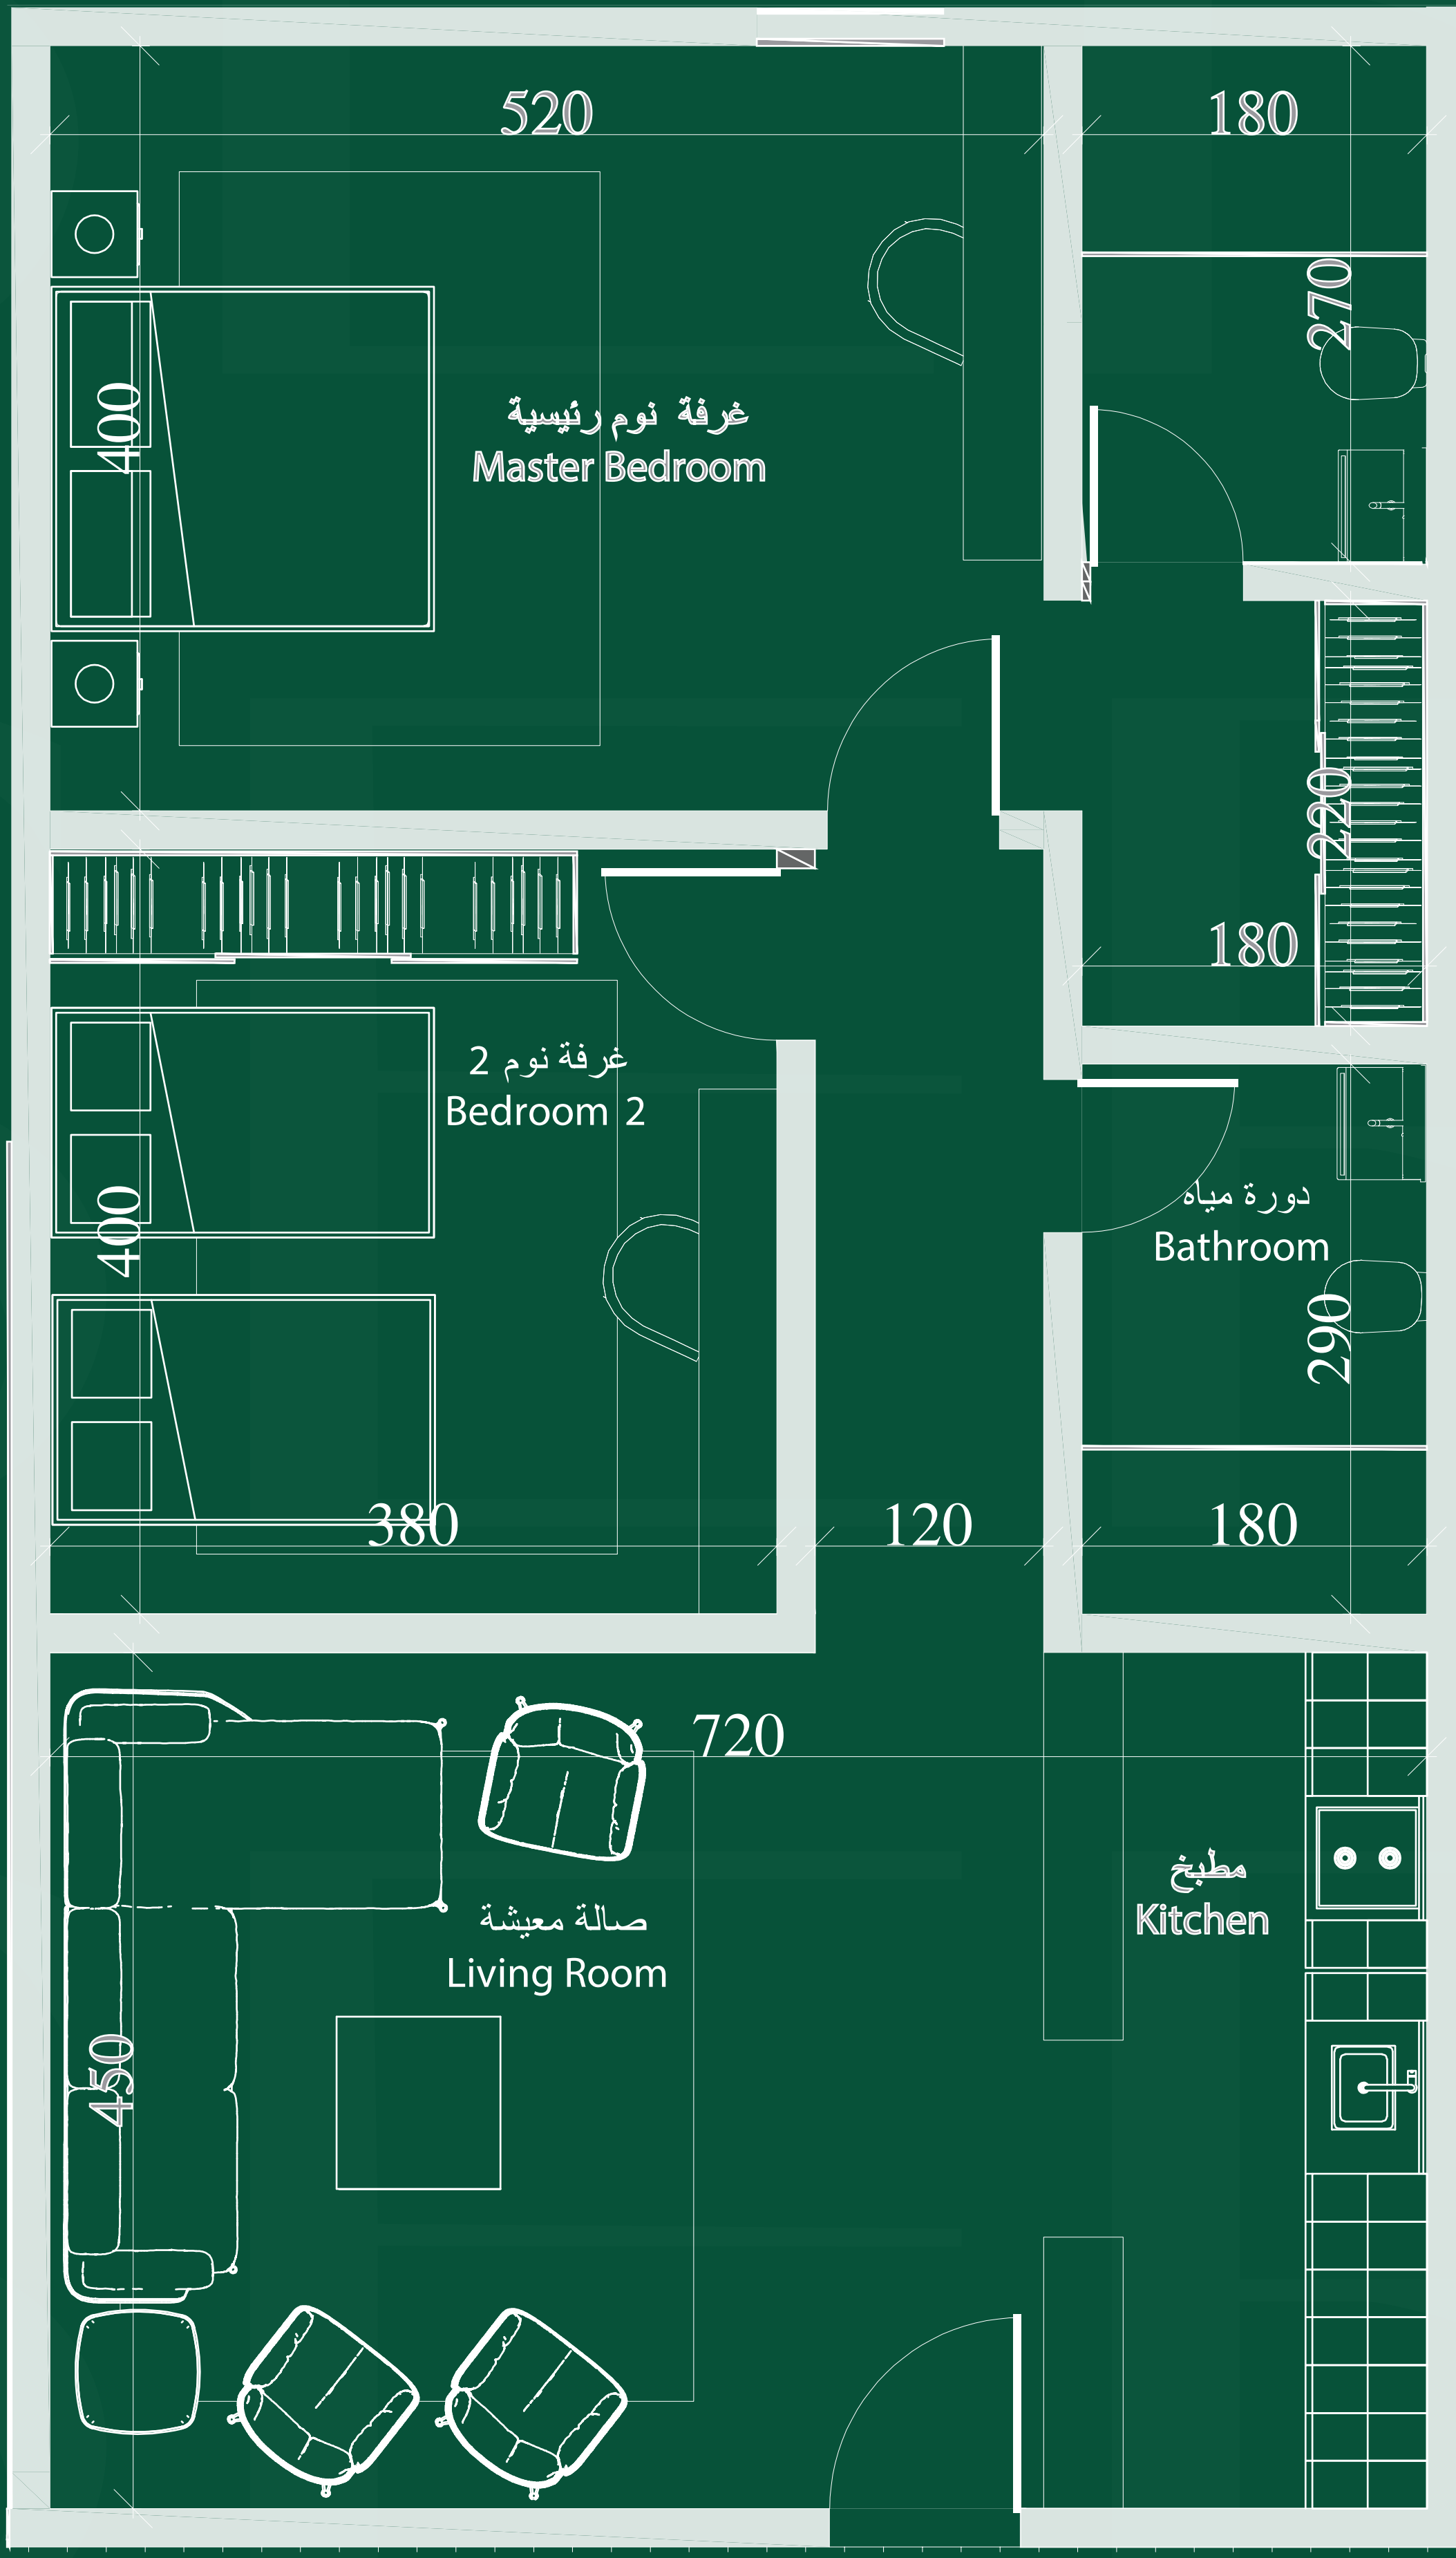 520
180
270
400
غرفة نوم رئيسية
Master Bedroom
220
180
غرفة نوم 2
Bedroom 2
400
دورة مياه
Bathroom
290
380
120
180
720
مطبخ
Kitchen
صالة معيشة
Living Room
450